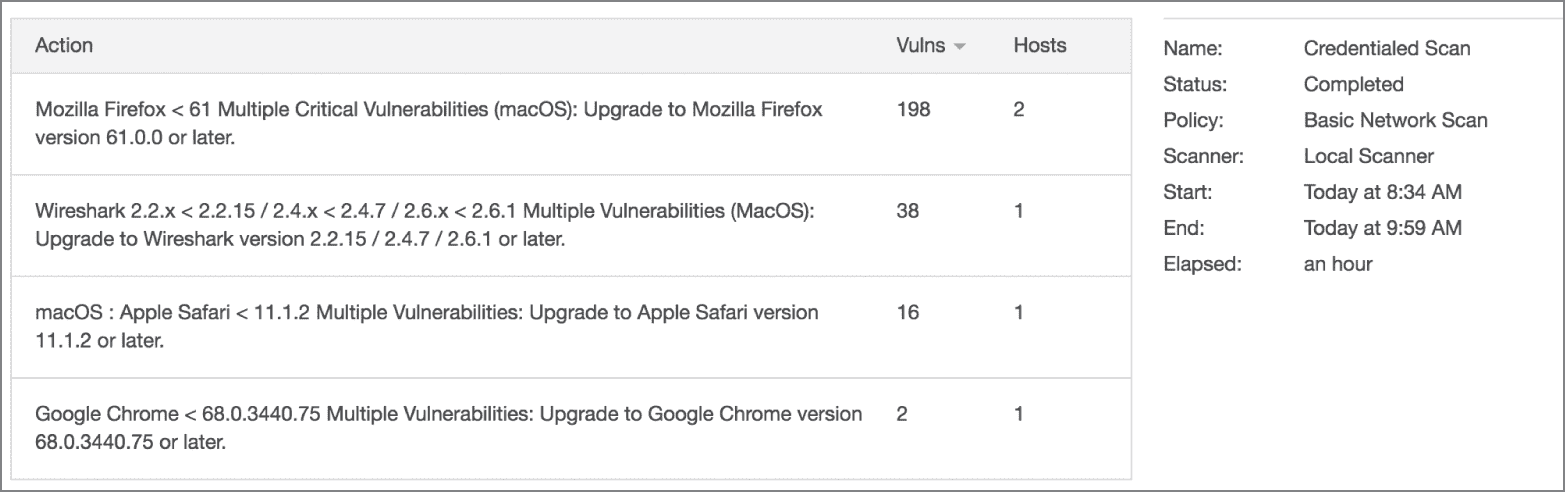 Action Vulns Hosts
Mozilla Firefox < 61 Multiple Critical Vulnerabilities (macOS): Upgrade to Mozilla Firefox 198 2
version 61.0.0 or later.
Wireshark 2.2.x < 2.2.15 / 2.4.x < 2.4.7 / 2.6.x < 2.6.1 Multiple Vulnerabilities (MacOS): 38 1
Upgrade to Wireshark version 2.2.15 / 2.4.7 / 2.6.1 or later.
macOS : Apple Safari < 11.1.2 Multiple Vulnerabilities: Upgrade to Apple Safari version 16 1
11.1.2 or later.
Google Chrome < 68.0.3440.75 Multiple Vulnerabilities: Upgrade to Google Chrome version 2 1
68.0.3440.75 or later.
Name: Credentialed Scan
Status: Completed
Policy: Basic Network Scan
Scanner: Local Scanner
Start: Today at 8:34 AM
End: Today at 9:59 AM
Elapsed: an hour